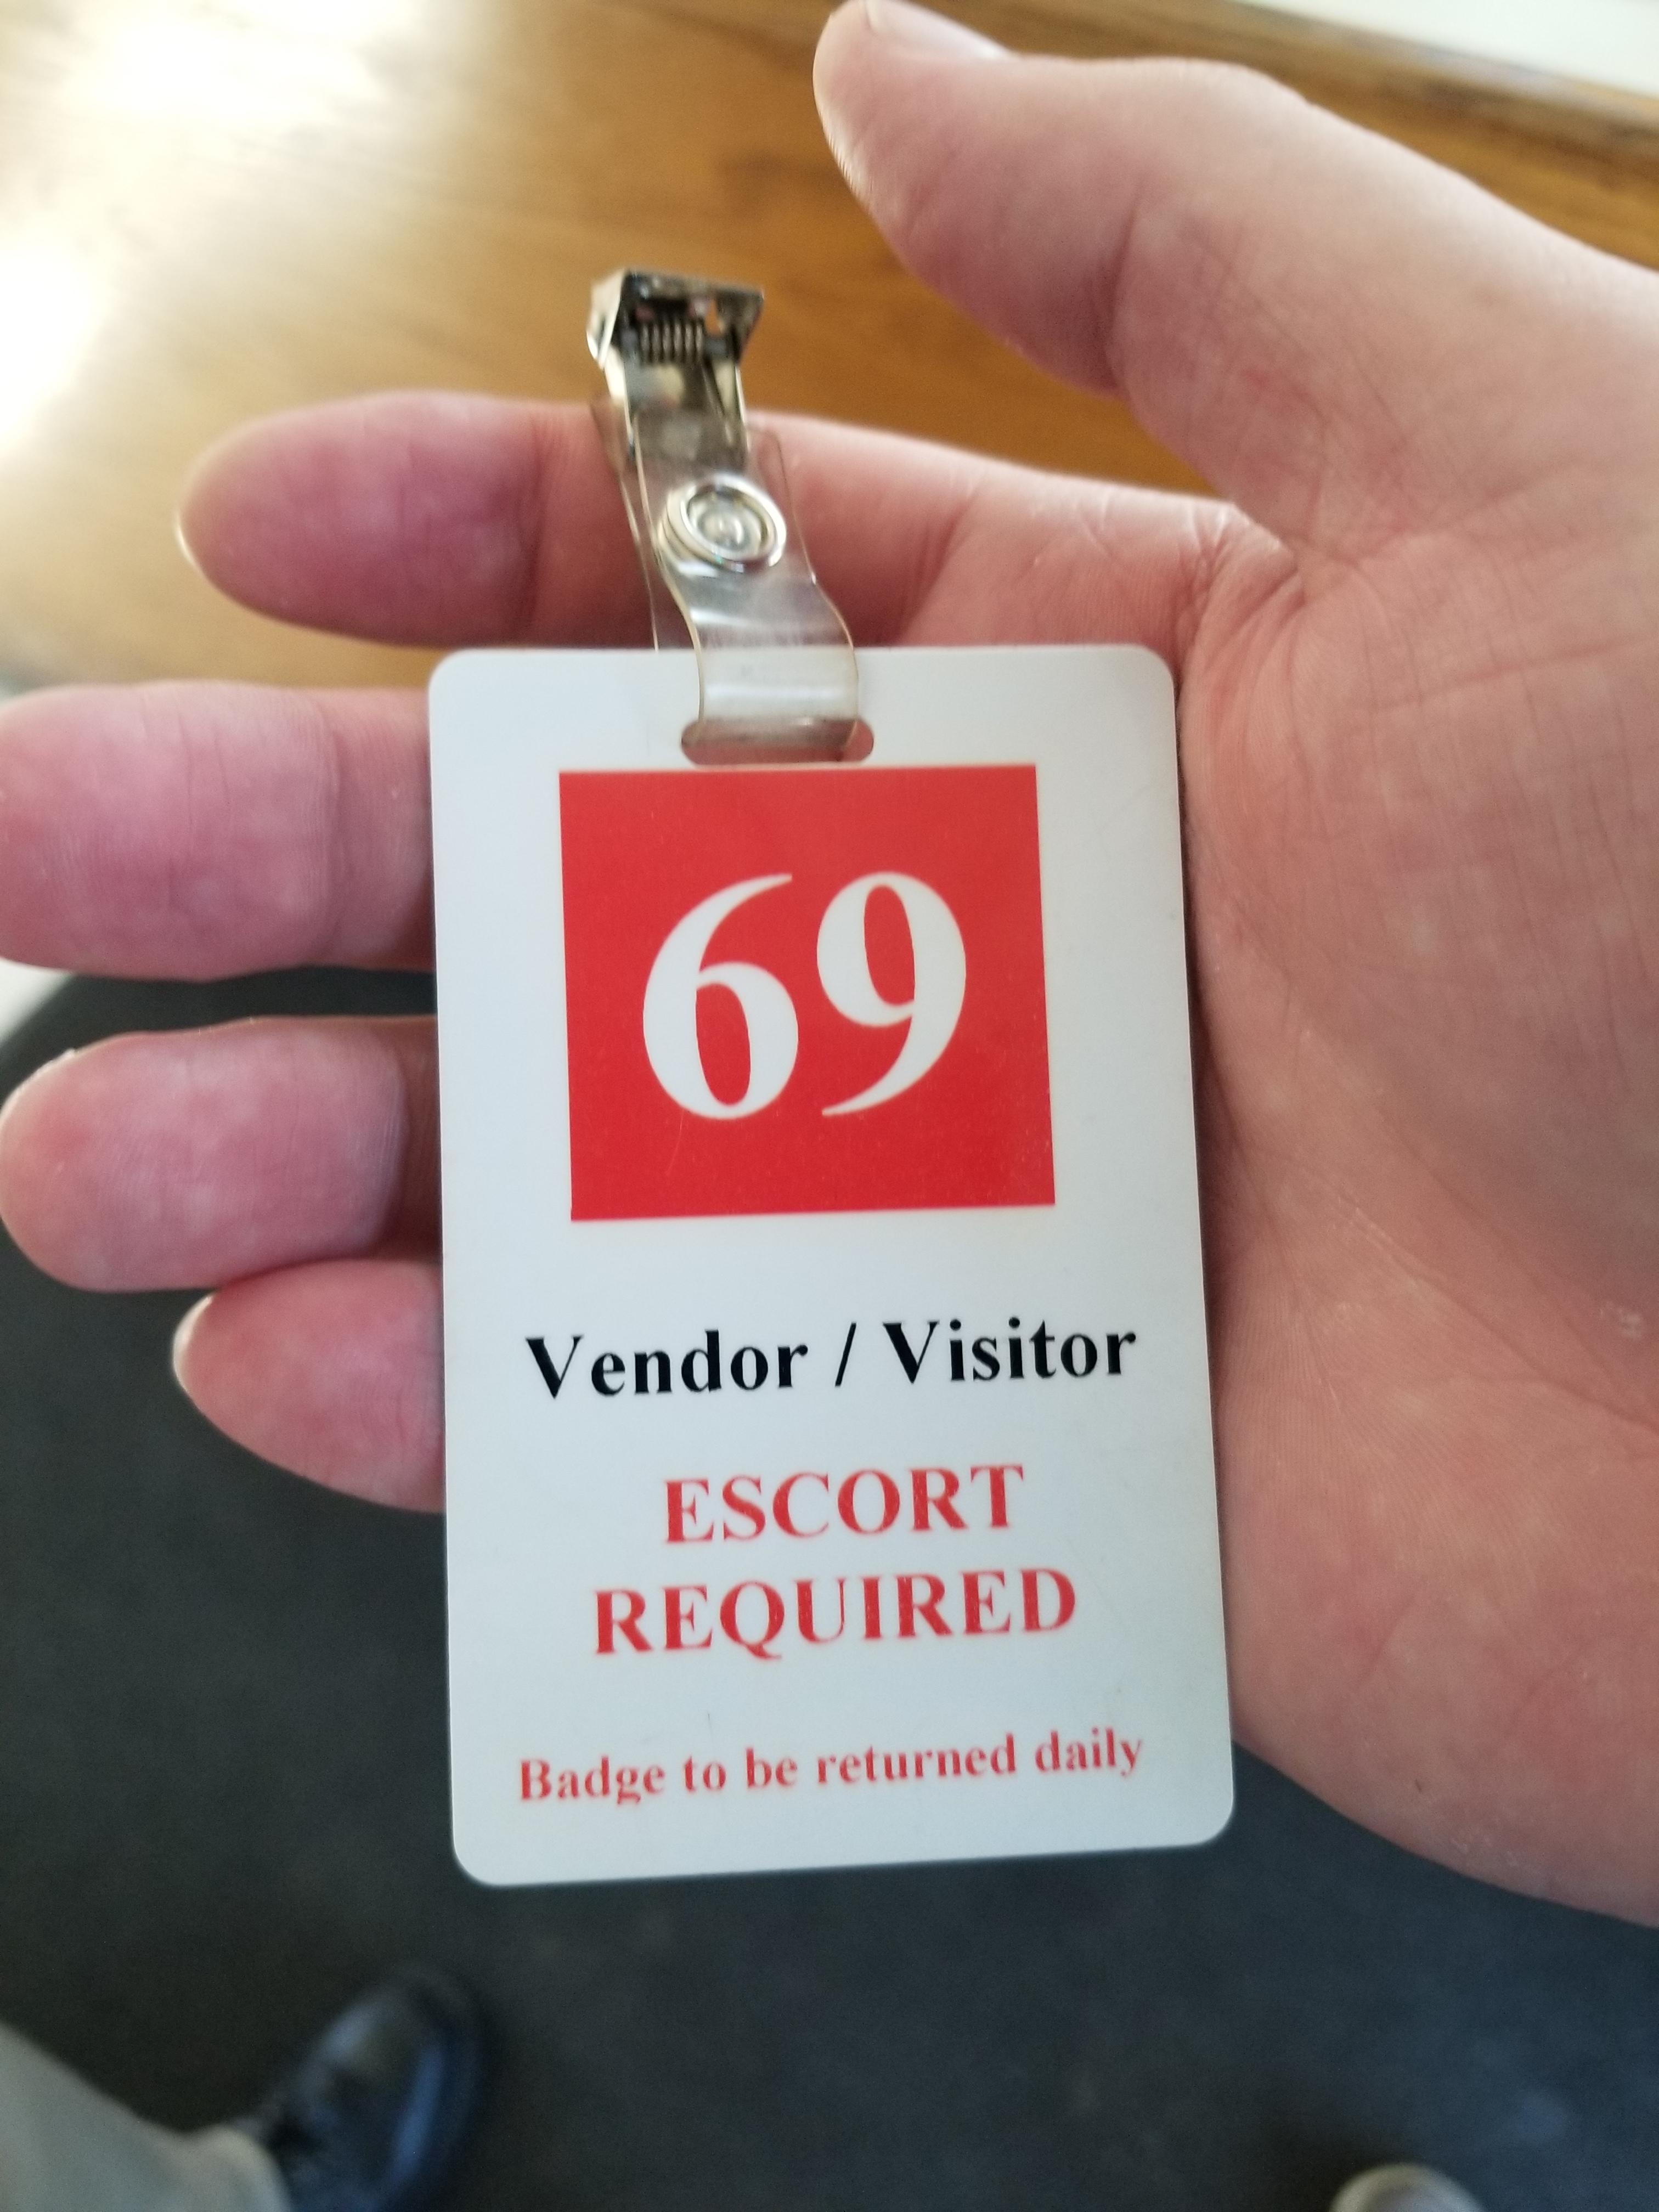 69
Vendor / Visitor
ESCORT
REQUIRED
Badge to be returned daily